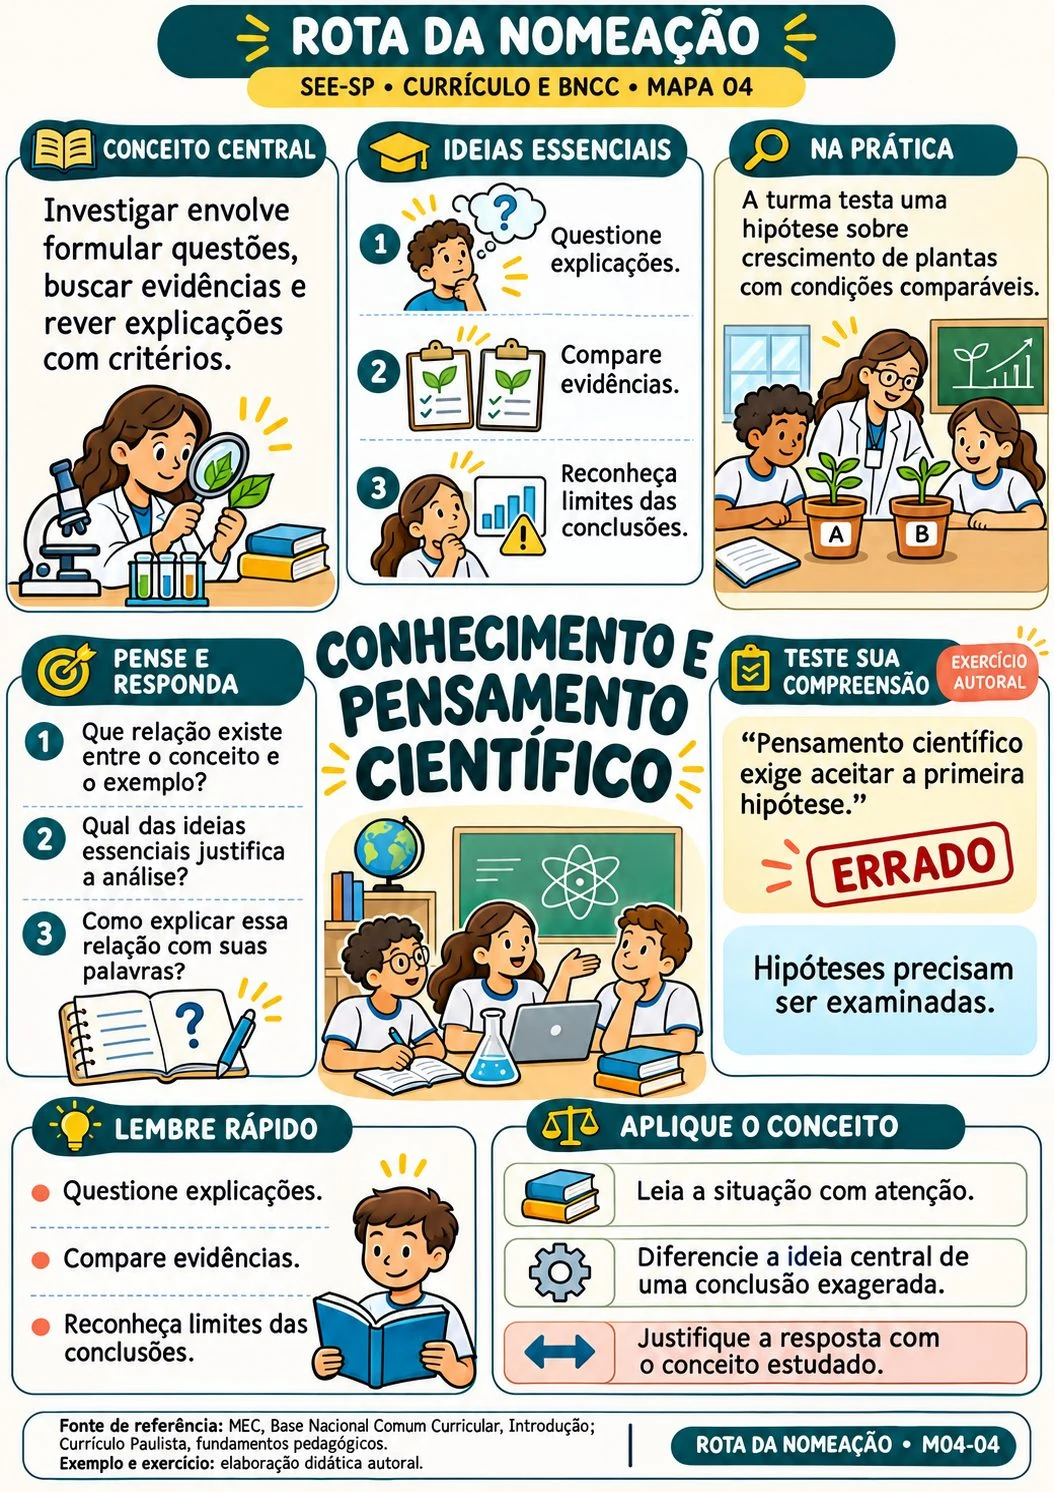 ROTA DA NOMEAÇÃO
SEE-SP • CURRÍCULO E BNCC • MAPA 04
CONCEITO CENTRAL
Investigar envolve
formular questões,
buscar evidências e
rever explicações
com critérios.
IDEIAS ESSENCIAIS
1
?
Questione
explicações.
2
Compare
evidências.
3
Reconheça
limites das
conclusões.
!
NA PRÁTICA
A turma testa uma
hipótese sobre
crescimento de plantas
com condições comparáveis.
A
B
CONHECIMENTO E
PENSAMENTO
CIENTÍFICO
PENSE E
RESPONDA
1
Que relação existe
entre o conceito e
o exemplo?
2
Qual das ideias
essenciais justifica
a análise?
3
Como explicar essa
relação com suas
palavras?
?
TESTE SUA
COMPREENSÃO
EXERCÍCIO
AUTORAL
“Pensamento científico
exige aceitar a primeira
hipótese.”
ERRADO
Hipóteses precisam
ser examinadas.
LEMBRE RÁPIDO
Questione explicações.
Compare evidências.
Reconheça limites das
conclusões.
APLIQUE O CONCEITO
Leia a situação com atenção.
Diferencie a ideia central de
uma conclusão exagerada.
Justifique a resposta com
o conceito estudado.
Fonte de referência: MEC, Base Nacional Comum Curricular, Introdução;
Currículo Paulista, fundamentos pedagógicos.
Exemplo e exercício: elaboração didática autoral.
ROTA DA NOMEAÇÃO • M04-04